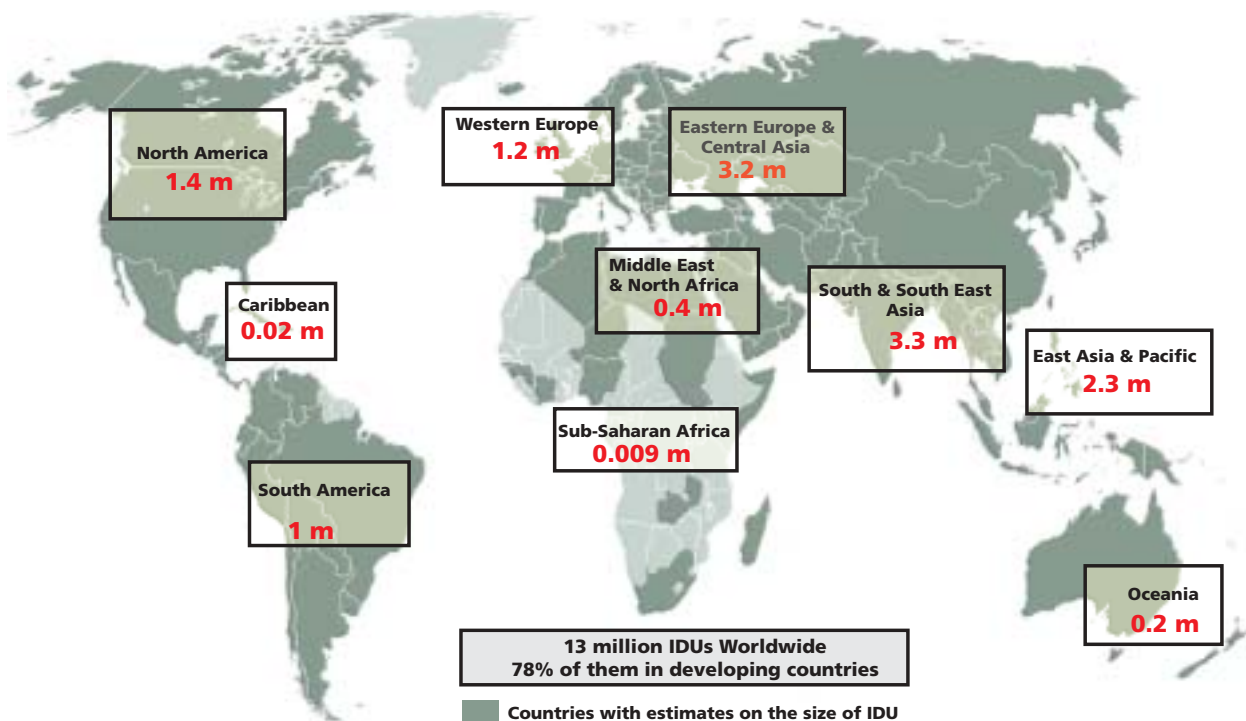 North America
1.4 m
Western Europe
1.2 m
Eastern Europe &
Central Asia
3.2 m
Caribbean
0.02 m
Middle East
& North Africa
0.4 m
South & South East
Asia
3.3 m
East Asia & Pacific
2.3 m
Sub-Saharan Africa
0.009 m
South America
1 m
Oceania
0.2 m
13 million IDUs Worldwide
78% of them in developing countries
Countries with estimates on the size of IDU